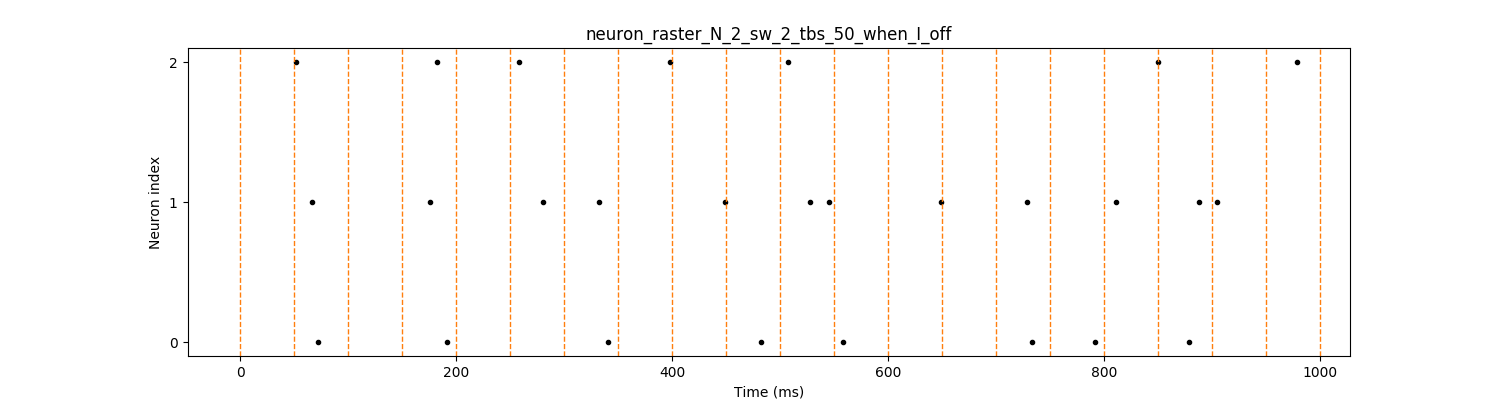 neuron_raster_N_2_sw_2_tbs_50_when_I_off
Neuron index
2
1
0
0 200 400 600 800 1000
Time (ms)